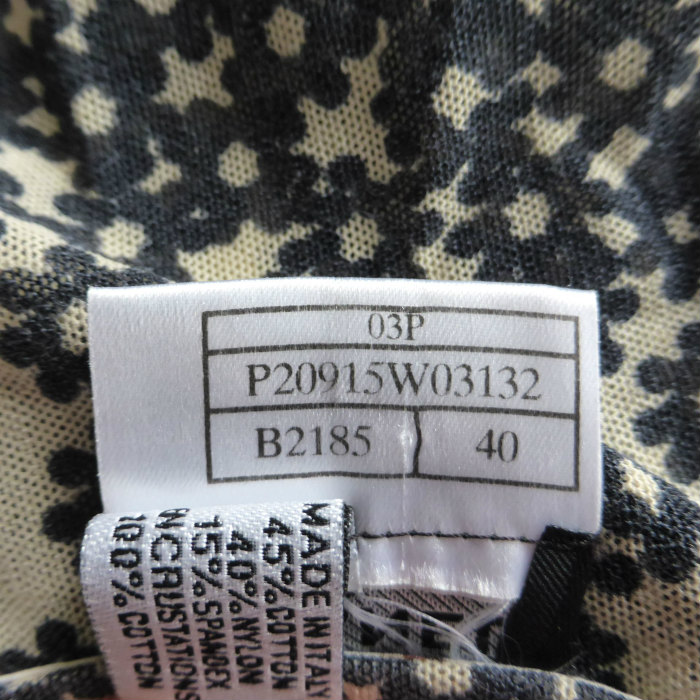 03P
P20915W03132
B2185 40
MADE IN ITALY
45% COTTON
40% NYLON
15% SPANDEX
INCRUSTATIONS
100% COTTON